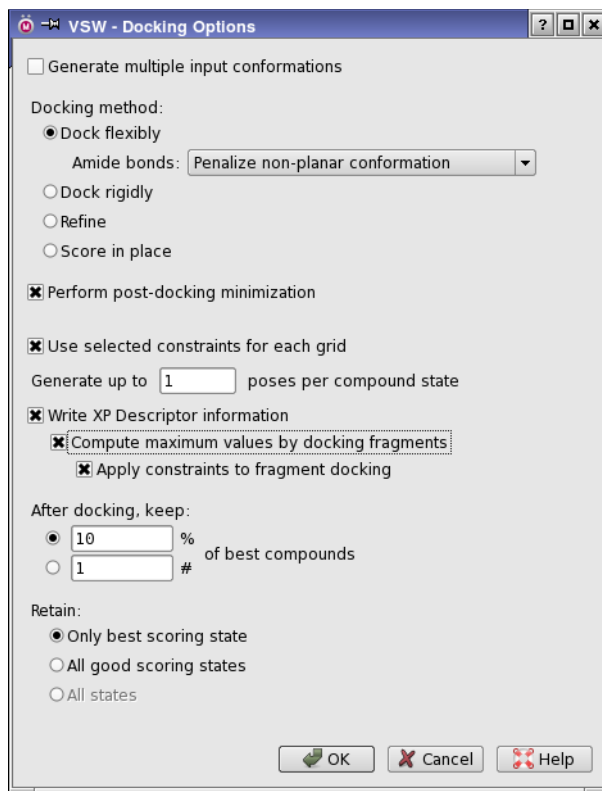 VSW - Docking Options
Generate multiple input conformations
Docking method:
Dock flexibly
Amide bonds: Penalize non-planar conformation
Dock rigidly
Refine
Score in place
Perform post-docking minimization
Use selected constraints for each grid
Generate up to 1 poses per compound state
Write XP Descriptor information
Compute maximum values by docking fragments
Apply constraints to fragment docking
After docking, keep:
10 %
of best compounds
1 #
Retain:
Only best scoring state
All good scoring states
All states
OK Cancel Help